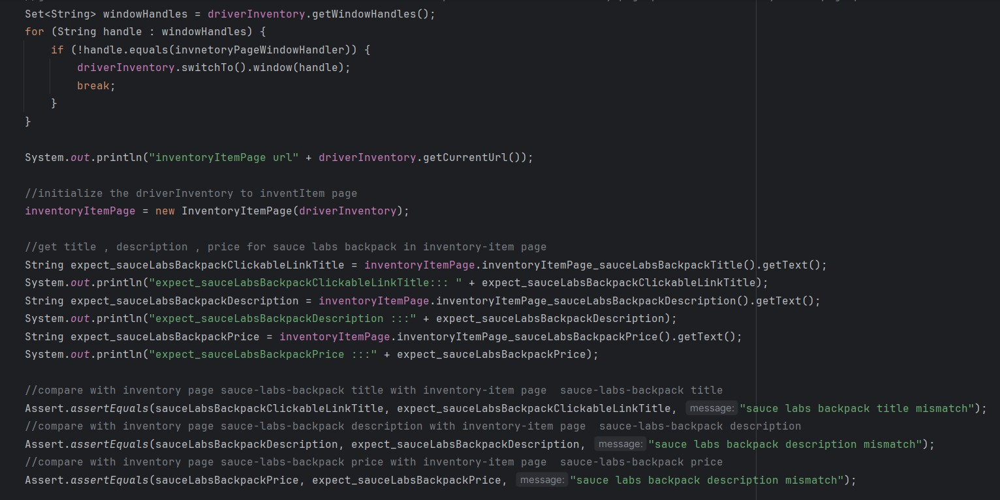 Set<String> windowHandles = driverInventory.getWindowHandles();
for (String handle : windowHandles) {
if (!handle.equals(invnetoryPageWindowHandler)) {
driverInventory.switchTo().window(handle);
break;
}
}
System.out.println("inventoryItemPage url" + driverInventory.getCurrentUrl());
//initialize the driverInventory to inventItem page
inventoryItemPage = new InventoryItemPage(driverInventory);
//get title , description , price for sauce labs backpack in inventory-item page
String expect_sauceLabsBackpackClickableLinkTitle = inventoryItemPage.inventoryItemPage_sauceLabsBackpackTitle().getText();
System.out.println("expect_sauceLabsBackpackClickableLinkTitle::: " + expect_sauceLabsBackpackClickableLinkTitle);
String expect_sauceLabsBackpackDescription = inventoryItemPage.inventoryItemPage_sauceLabsBackpackDescription().getText();
System.out.println("expect_sauceLabsBackpackDescription :::" + expect_sauceLabsBackpackDescription);
String expect_sauceLabsBackpackPrice = inventoryItemPage.inventoryItemPage_sauceLabsBackpackPrice().getText();
System.out.println("expect_sauceLabsBackpackPrice :::" + expect_sauceLabsBackpackPrice);
//compare with inventory page sauce-labs-backpack title with inventory-item page  sauce-labs-backpack title
Assert.assertEquals(sauceLabsBackpackClickableLinkTitle, expect_sauceLabsBackpackClickableLinkTitle, message: "sauce labs backpack title mismatch");
//compare with inventory page sauce-labs-backpack description with inventory-item page  sauce-labs-backpack description
Assert.assertEquals(sauceLabsBackpackDescription, expect_sauceLabsBackpackDescription, message: "sauce labs backpack description mismatch");
//compare with inventory page sauce-labs-backpack price with inventory-item page  sauce-labs-backpack price
Assert.assertEquals(sauceLabsBackpackPrice, expect_sauceLabsBackpackPrice, message: "sauce labs backpack description mismatch");